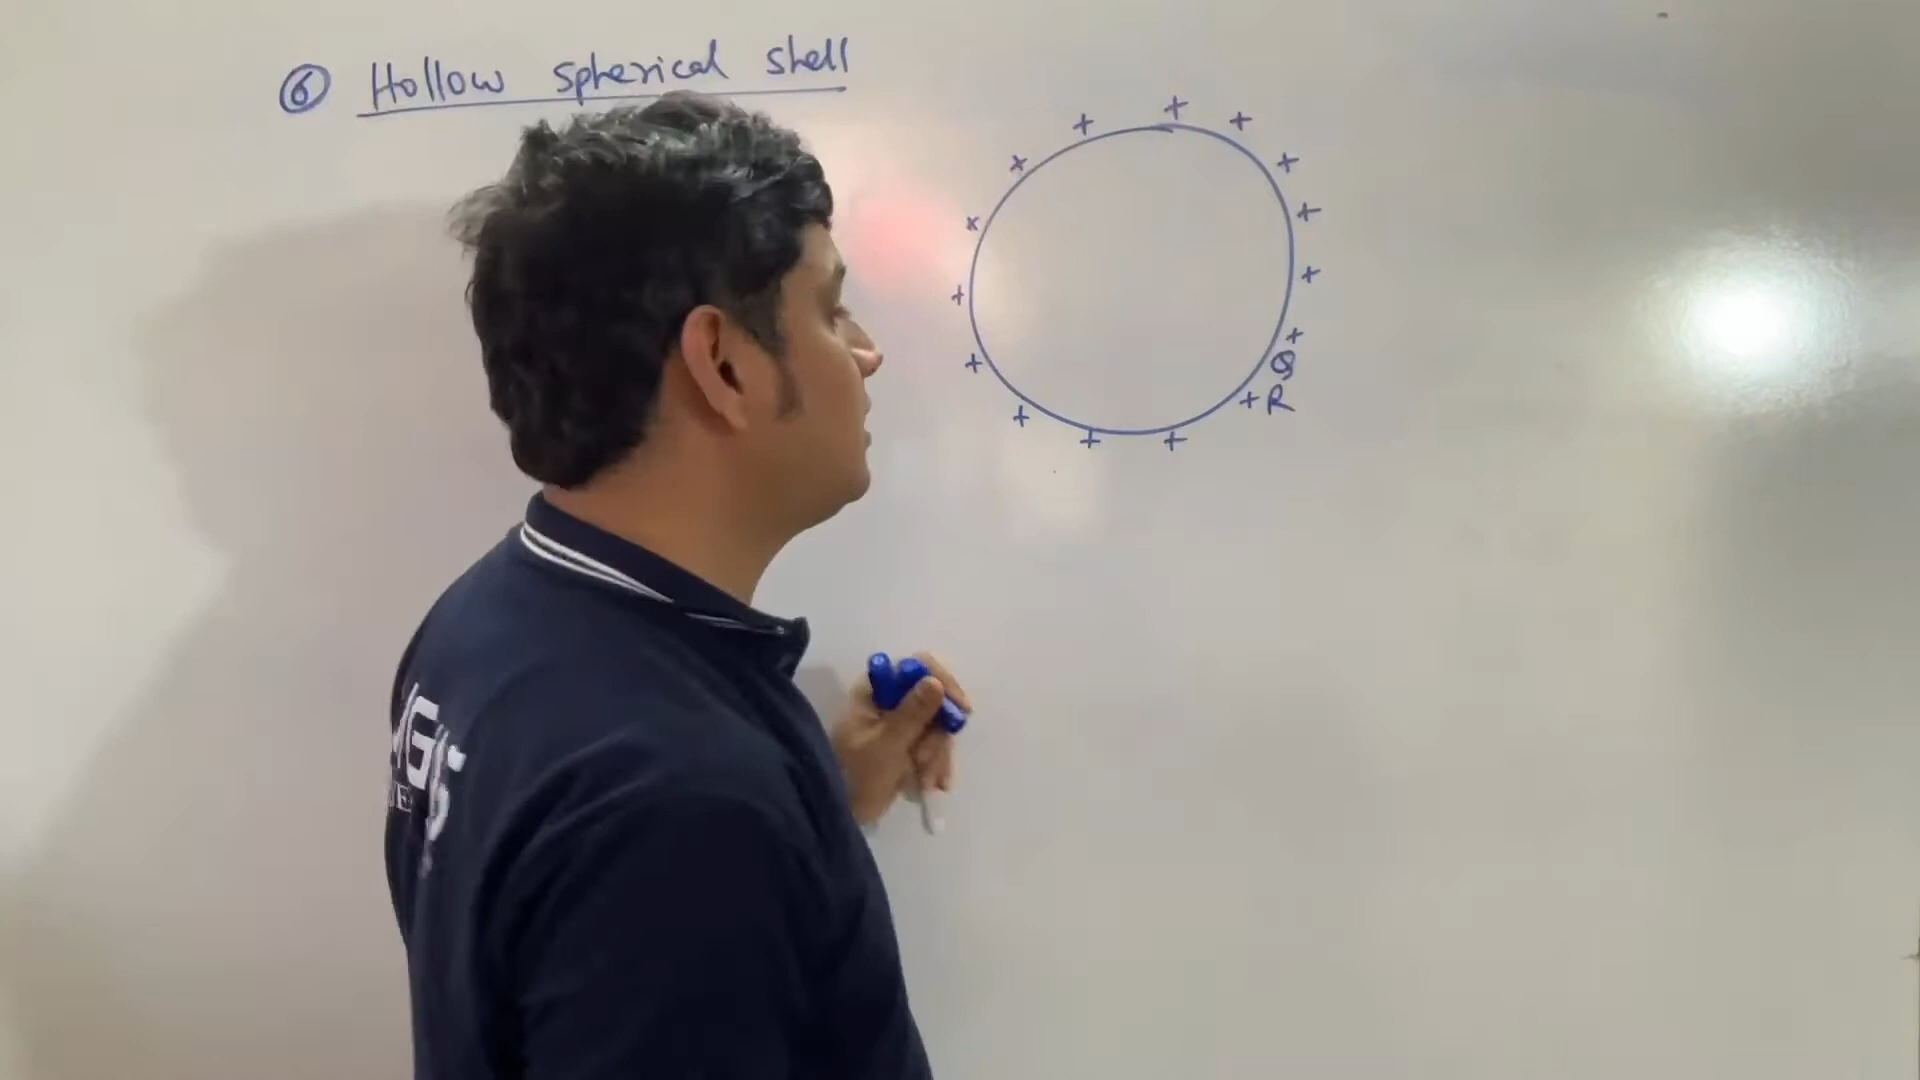 ⑥ Hollow spherical shell
+ + + + + + + + + + + + + + + +
Q
R